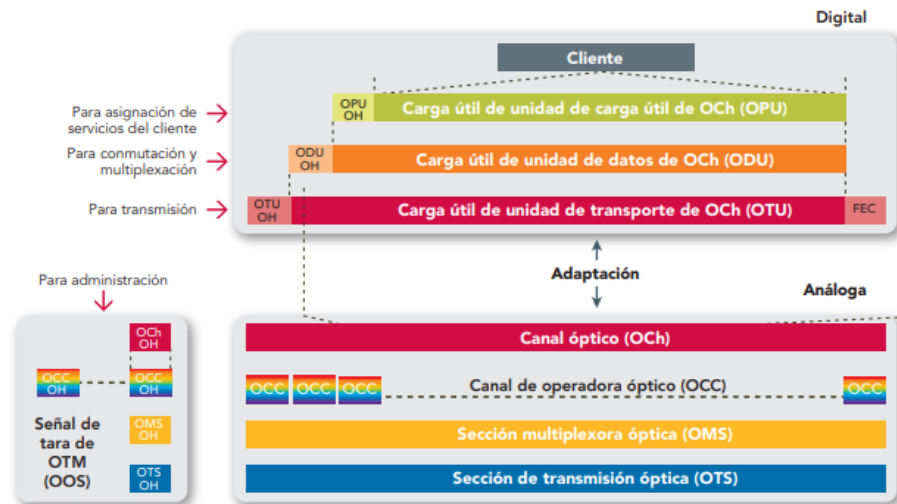 Digital
Cliente
Para asignación de
servicios del cliente
OPU
OH
Carga útil de unidad de carga útil de OCh (OPU)
Para conmutación y
multiplexación
ODU
OH
Carga útil de unidad de datos de OCh (ODU)
Para transmisión
OTU
OH
Carga útil de unidad de transporte de OCh (OTU)
FEC
Adaptación
Para administración
Análoga
OCh
OH
OCC
OH
OCC
OH
Señal de
tara de
OTM
(OOS)
OMS
OH
OTS
OH
Canal óptico (OCh)
OCC OCC OCC Canal de operadora óptico (OCC) OCC
Sección multiplexora óptica (OMS)
Sección de transmisión óptica (OTS)